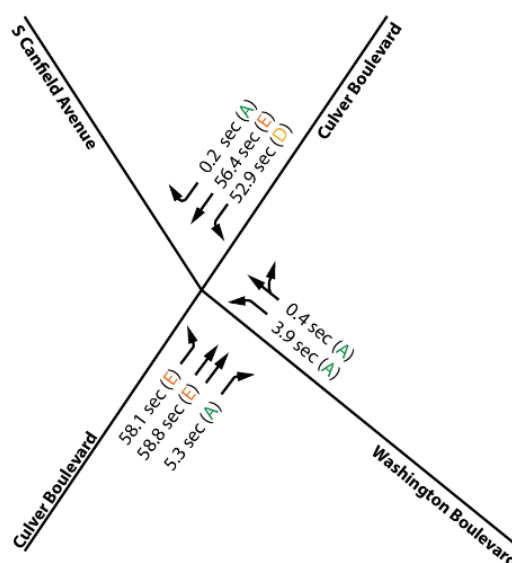 S Canfield Avenue
Culver Boulevard
0.2 sec (A)
56.4 sec (E)
52.9 sec (D)
0.4 sec (A)
3.9 sec (A)
58.1 sec (E)
58.8 sec (E)
5.3 sec (A)
Culver Boulevard
Washington Boulevard